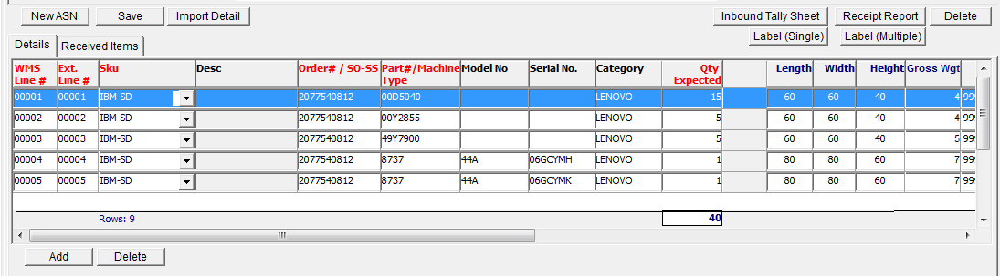 New ASN Save Import Detail Inbound Tally Sheet Receipt Report Delete
Label (Single) Label (Multiple)
Details Received Items
WMS Line # Ext. Line # Sku Desc Order# / SO-SS Part#/Machine Type Model No Serial No. Category Qty Expected Length Width Height Gross Wgt
00001 00001 IBM-SD 2077540812 00D5040 LENOVO 15 60 60 40 4 999
00002 00002 IBM-SD 2077540812 00Y2855 LENOVO 5 60 60 40 4 999
00003 00003 IBM-SD 2077540812 49Y7900 LENOVO 5 60 60 40 5 999
00004 00004 IBM-SD 2077540812 8737 44A 06GCYMH LENOVO 1 80 80 60 7 999
00005 00005 IBM-SD 2077540812 8737 44A 06GCYMK LENOVO 1 80 80 60 7 999
Rows: 9 40
Add Delete